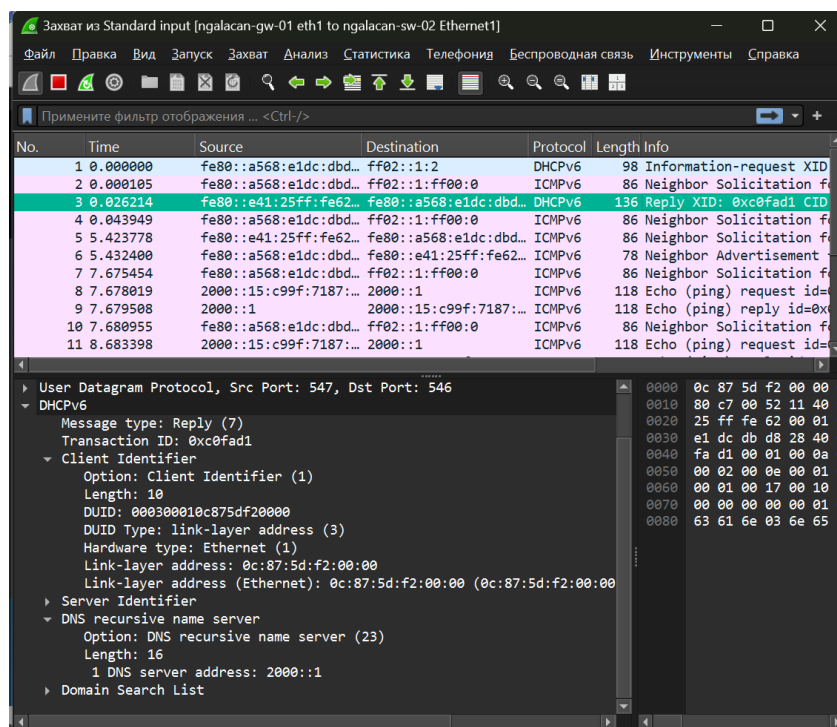 Захват из Standard input [ngalacan-gw-01 eth1 to ngalacan-sw-02 Ethernet1]
Файл Правка Вид Запуск Захват Анализ Статистика Телефония Беспроводная связь Инструменты Справка
Примените фильтр отображения ... <Ctrl-/>
No. Time Source Destination Protocol Length Info
1 0.000000 fe80::a568:e1dc:dbd… ff02::1:2 DHCPv6 98 Information-request XID
2 0.000105 fe80::a568:e1dc:dbd… ff02::1:ff00:0 ICMPv6 86 Neighbor Solicitation fo
3 0.026214 fe80::e41:25ff:fe62… fe80::a568:e1dc:dbd… DHCPv6 136 Reply XID: 0xc0fad1 CID
4 0.043949 fe80::a568:e1dc:dbd… ff02::1:ff00:0 ICMPv6 86 Neighbor Solicitation fo
5 5.423778 fe80::e41:25ff:fe62… fe80::a568:e1dc:dbd… ICMPv6 86 Neighbor Solicitation fo
6 5.432400 fe80::a568:e1dc:dbd… fe80::e41:25ff:fe62… ICMPv6 78 Neighbor Advertisement
7 7.675454 fe80::a568:e1dc:dbd… ff02::1:ff00:0 ICMPv6 86 Neighbor Solicitation fo
8 7.678019 2000::15:c99f:7187:… 2000::1 ICMPv6 118 Echo (ping) request id=
9 7.679508 2000::1 2000::15:c99f:7187:… ICMPv6 118 Echo (ping) reply id=0x
10 7.680955 fe80::a568:e1dc:dbd… ff02::1:ff00:0 ICMPv6 86 Neighbor Solicitation fo
11 8.683398 2000::15:c99f:7187:… 2000::1 ICMPv6 118 Echo (ping) request id=
User Datagram Protocol, Src Port: 547, Dst Port: 546
DHCPv6
Message type: Reply (7)
Transaction ID: 0xc0fad1
Client Identifier
Option: Client Identifier (1)
Length: 10
DUID: 000300010c875df20000
DUID Type: link-layer address (3)
Hardware type: Ethernet (1)
Link-layer address: 0c:87:5d:f2:00:00
Link-layer address (Ethernet): 0c:87:5d:f2:00:00 (0c:87:5d:f2:00:00
Server Identifier
DNS recursive name server
Option: DNS recursive name server (23)
Length: 16
1 DNS server address: 2000::1
Domain Search List
0000 0c 87 5d f2 00 00
0010 80 c7 00 52 11 40
0020 25 ff fe 62 00 01
0030 e1 dc db d8 28 40
0040 fa d1 00 01 00 0a
0050 00 02 00 0e 00 01
0060 00 01 00 17 00 10
0070 00 00 00 00 00 01
0080 63 61 6e 03 6e 65